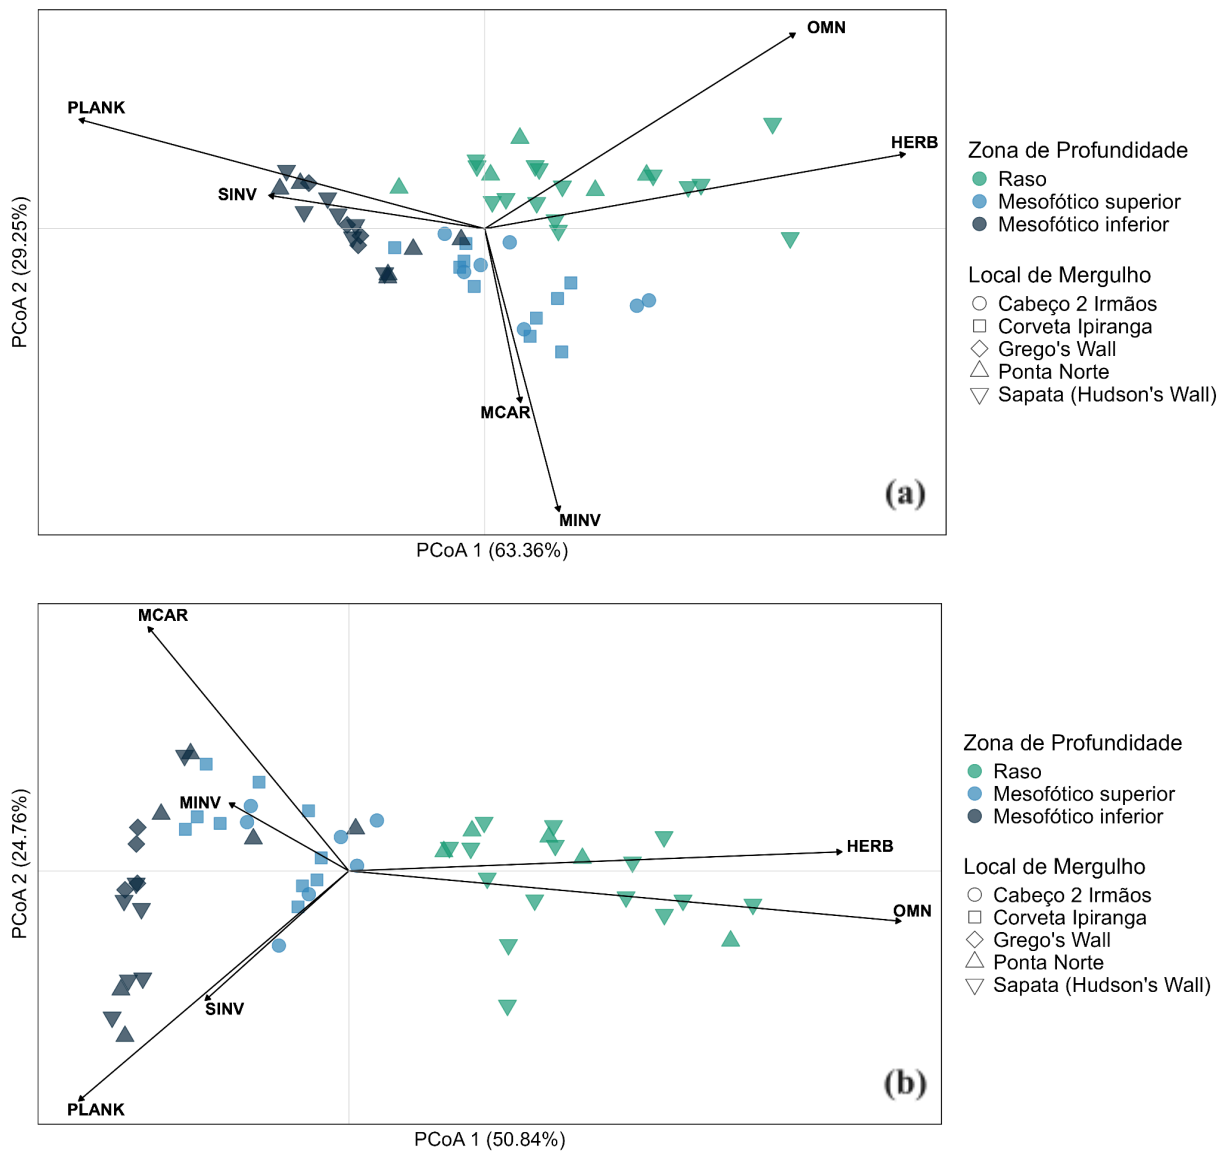 OMN
PLANK
HERB
SINV
MCAR
MINV
(a)
PCoA 2 (29.25%)
PCoA 1 (63.36%)
Zona de Profundidade
Raso
Mesofótico superior
Mesofótico inferior
Local de Mergulho
Cabeço 2 Irmãos
Corveta Ipiranga
Grego's Wall
Ponta Norte
Sapata (Hudson's Wall)
MCAR
MINV
HERB
OMN
SINV
PLANK
(b)
PCoA 2 (24.76%)
PCoA 1 (50.84%)
Zona de Profundidade
Raso
Mesofótico superior
Mesofótico inferior
Local de Mergulho
Cabeço 2 Irmãos
Corveta Ipiranga
Grego's Wall
Ponta Norte
Sapata (Hudson's Wall)